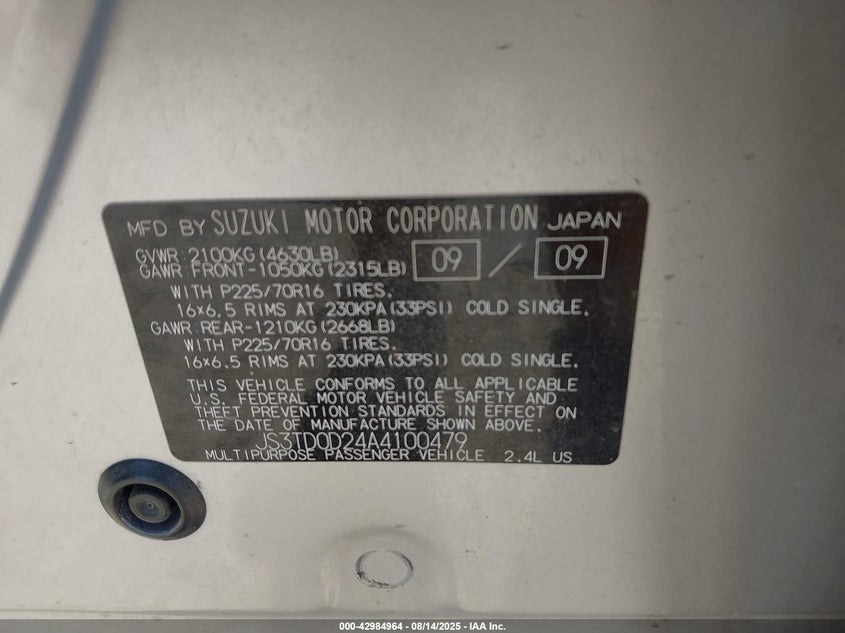 MFD BY SUZUKI MOTOR CORPORATION JAPAN
GVWR: 2100KG(4630LB)
GAWR: FRONT-1050KG(2315LB) 09 / 09
WITH P225/70R16 TIRES.
16×6.5 RIMS AT 230KPA(33PSI) COLD SINGLE.
GAWR REAR-1210KG(2668LB)
WITH P225/70R16 TIRES.
16×6.5 RIMS AT 230KPA(33PSI) COLD SINGLE.
THIS VEHICLE CONFORMS TO ALL APPLICABLE
U.S. FEDERAL MOTOR VEHICLE SAFETY AND
THEFT PREVENTION STANDARDS IN EFFECT ON
THE DATE OF MANUFACTURE SHOWN ABOVE.
JS3TD0D24A4100479
MULTIPURPOSE PASSENGER VEHICLE 2.4L US
000-42984964 - 08/14/2025 - IAA Inc.